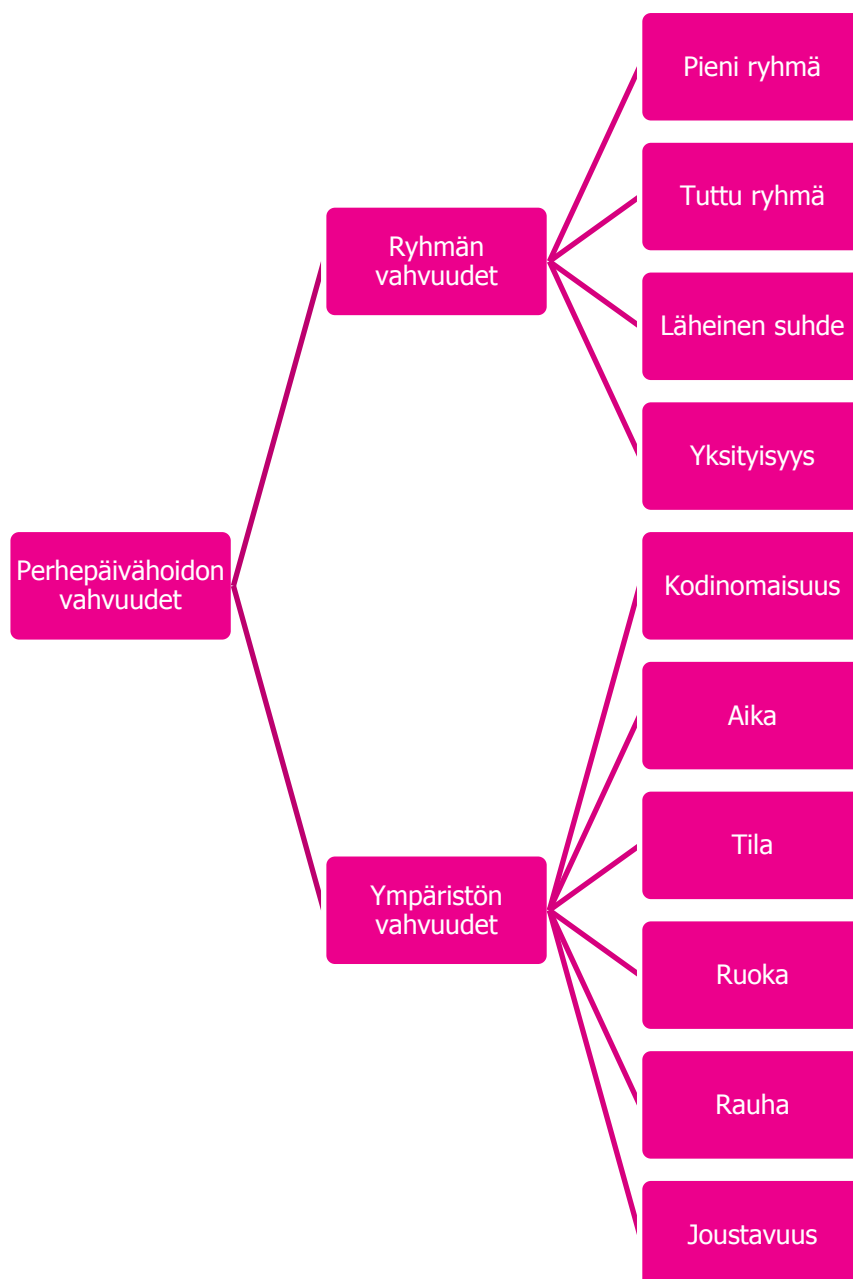 Perhepäivähoidon
vahvuudet
Ryhmän
vahvuudet
Pieni ryhmä
Tuttu ryhmä
Läheinen suhde
Yksityisyys
Ympäristön
vahvuudet
Kodinomaisuus
Aika
Tila
Ruoka
Rauha
Joustavuus